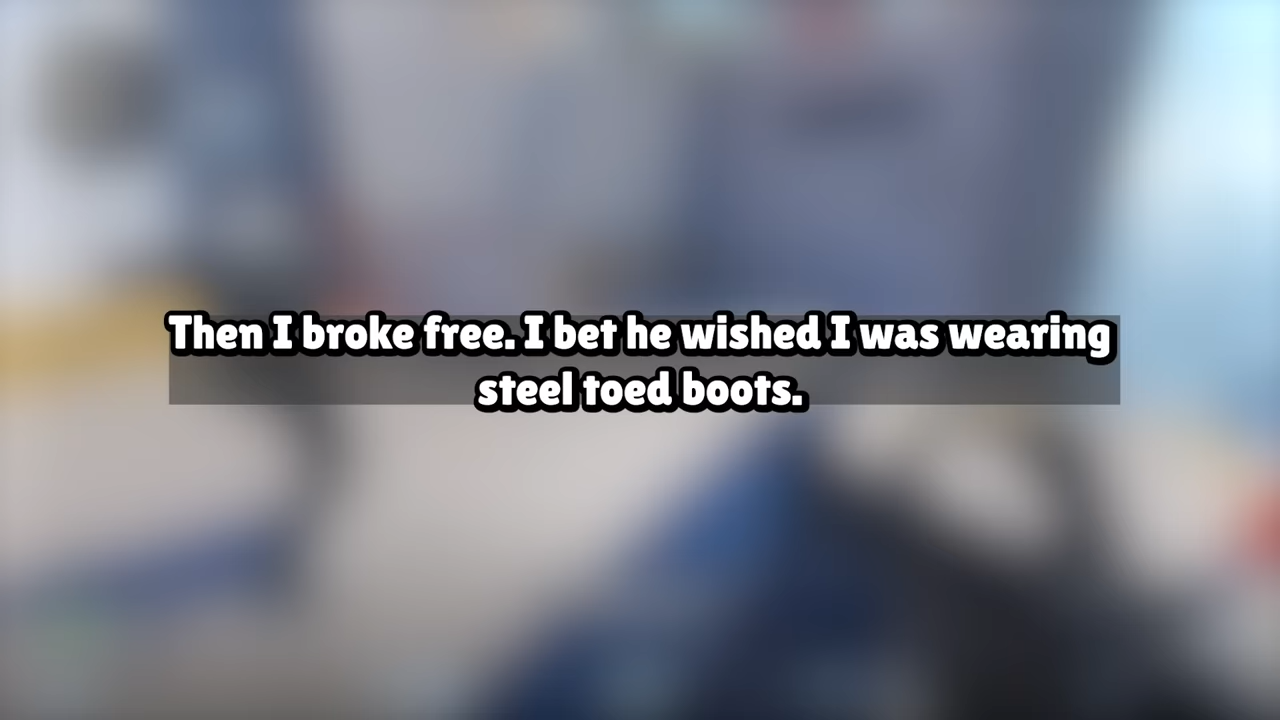 Then I broke free. I bet he wished I was wearing
steel toed boots.